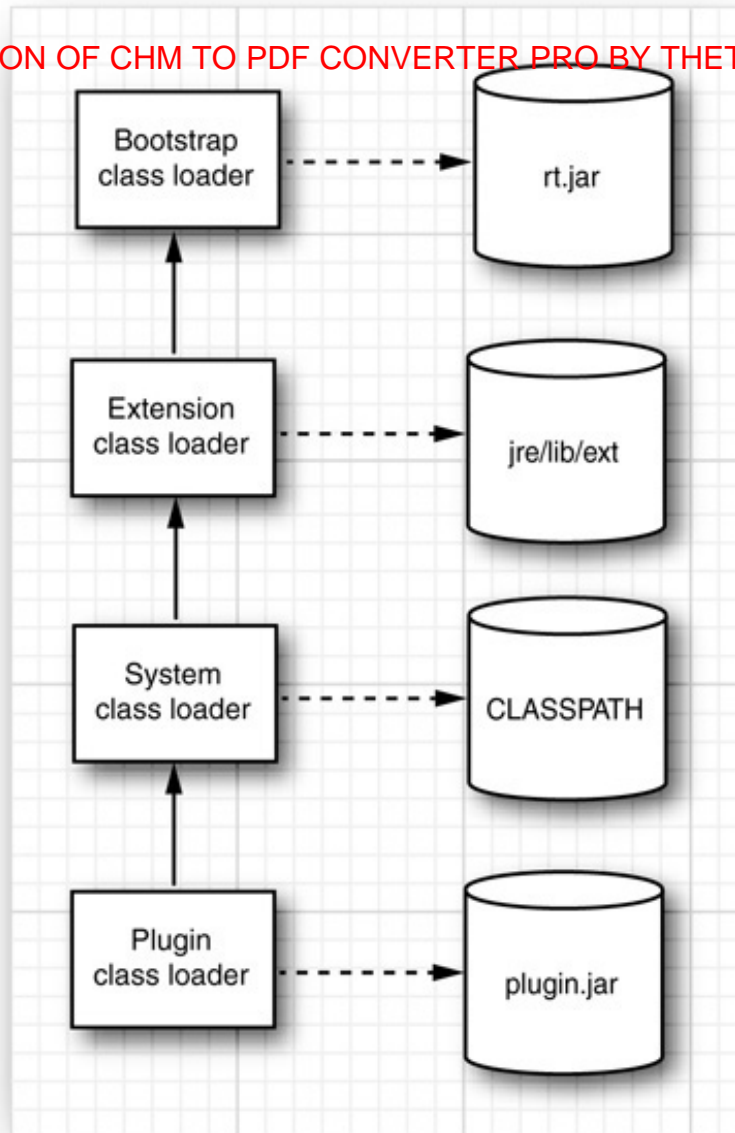 ON OF CHM TO PDF CONVERTER PRO BY THET
Bootstrap
class loader
rt.jar
Extension
class loader
jre/lib/ext
System
class loader
CLASSPATH
Plugin
class loader
plugin.jar